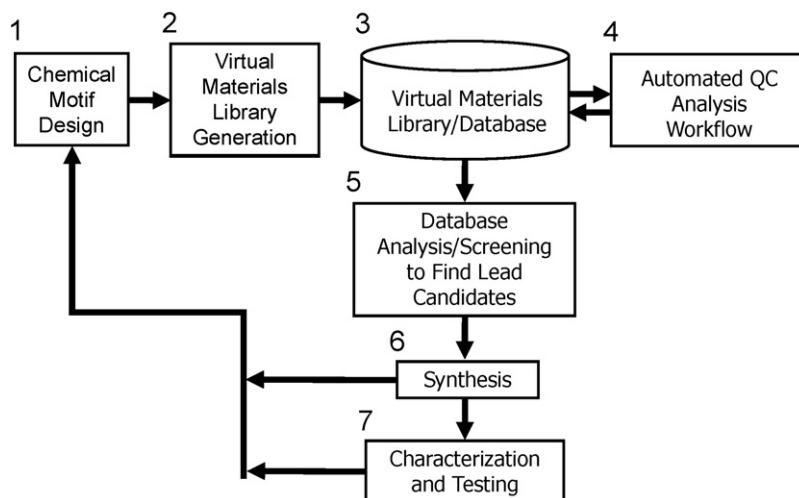 1
Chemical
Motif
Design
2
Virtual
Materials
Library
Generation
3
Virtual Materials
Library/Database
4
Automated QC
Analysis
Workflow
5
Database
Analysis/Screening
to Find Lead
Candidates
6
Synthesis
7
Characterization
and Testing